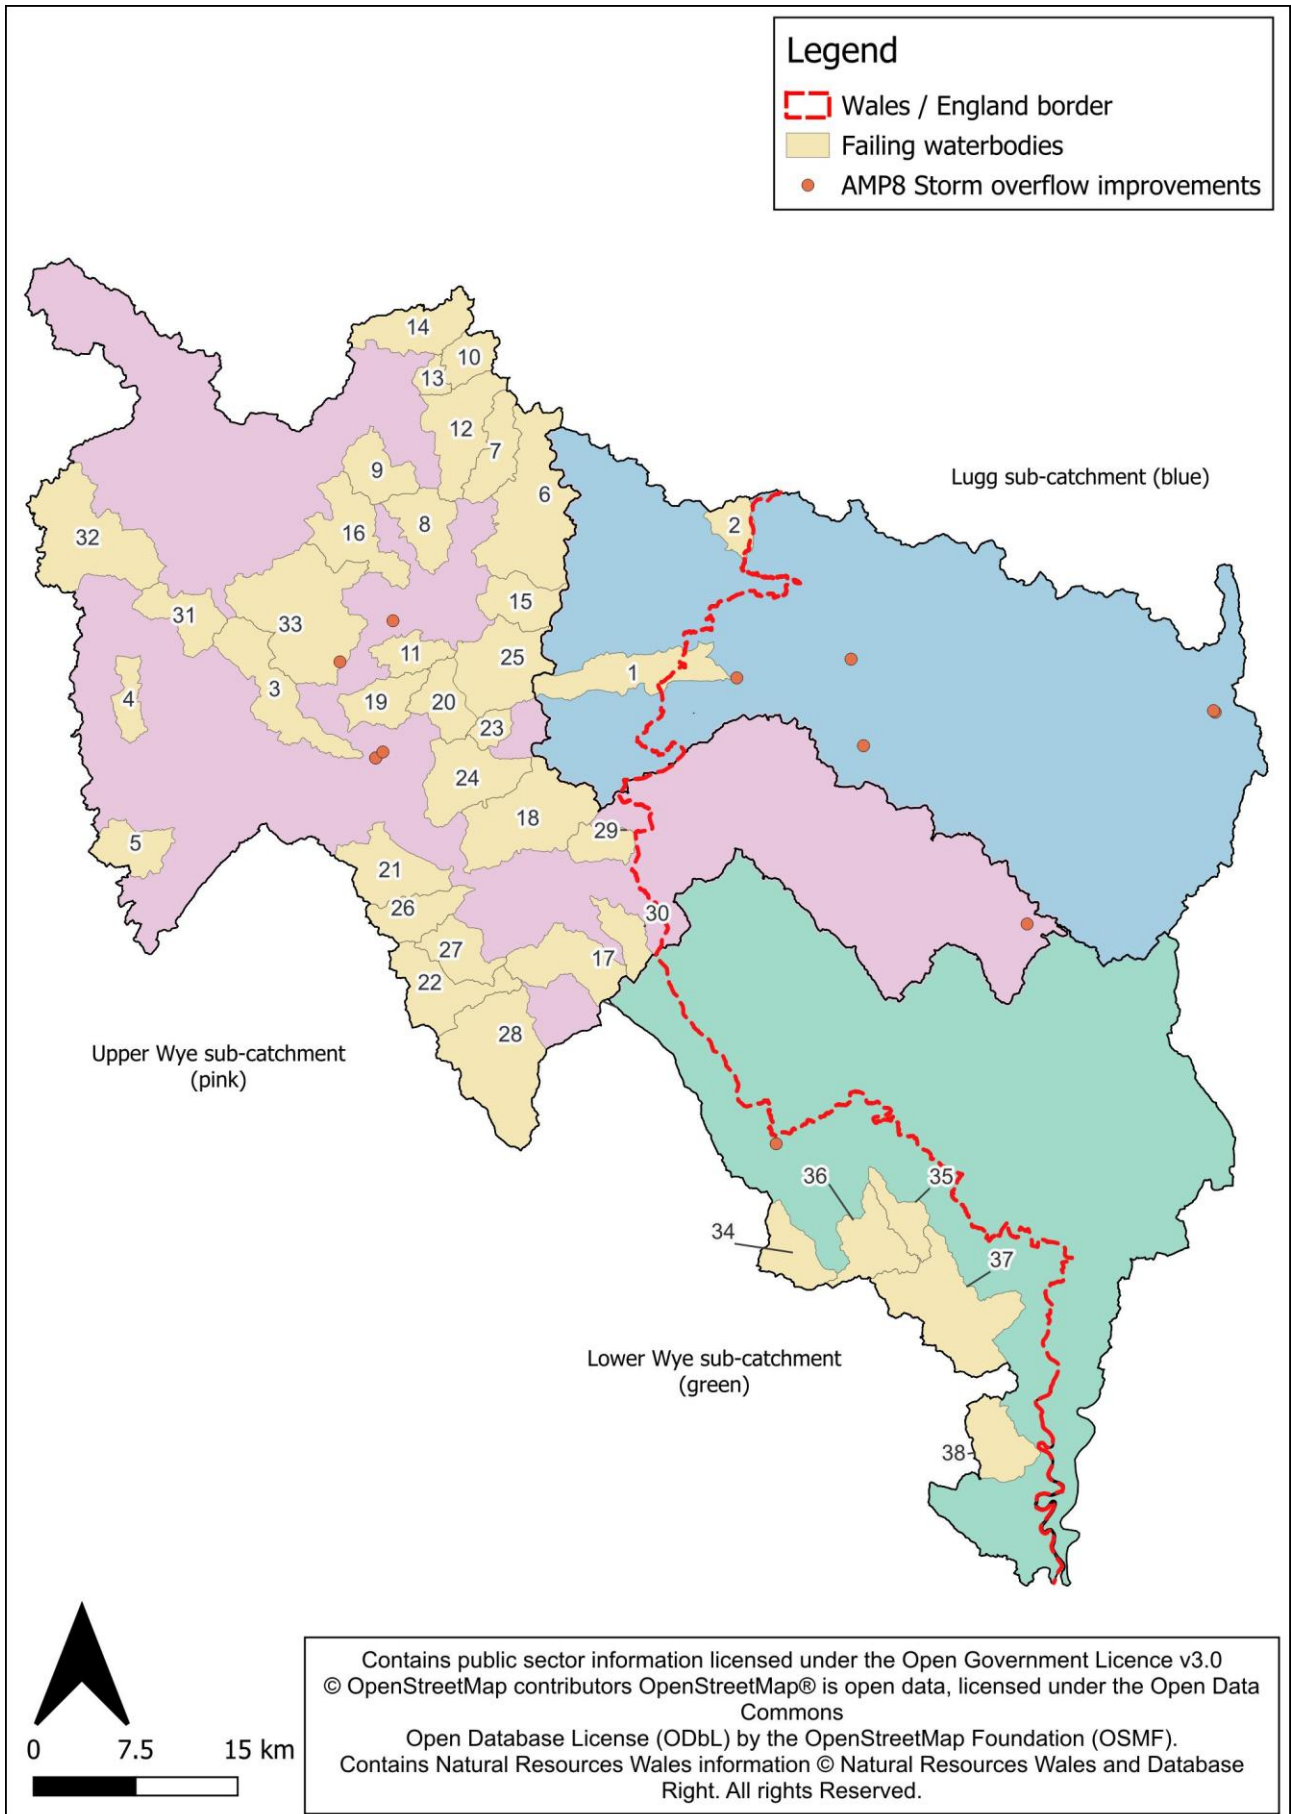 Legend
Wales / England border
Failing waterbodies
AMP8 Storm overflow improvements
14
10
13
12
7
9
6
Lugg sub-catchment (blue)
8
2
16
32
15
31
33
11
25
1
3
4
19
20
23
24
18
29
5
21
26
30
27
17
22
28
Upper Wye sub-catchment
(pink)
36
35
34
37
Lower Wye sub-catchment
(green)
38
0 7.5 15 km
Contains public sector information licensed under the Open Government Licence v3.0
© OpenStreetMap contributors OpenStreetMap® is open data, licensed under the Open Data
Commons
Open Database License (ODbL) by the OpenStreetMap Foundation (OSMF).
Contains Natural Resources Wales information © Natural Resources Wales and Database
Right. All rights Reserved.